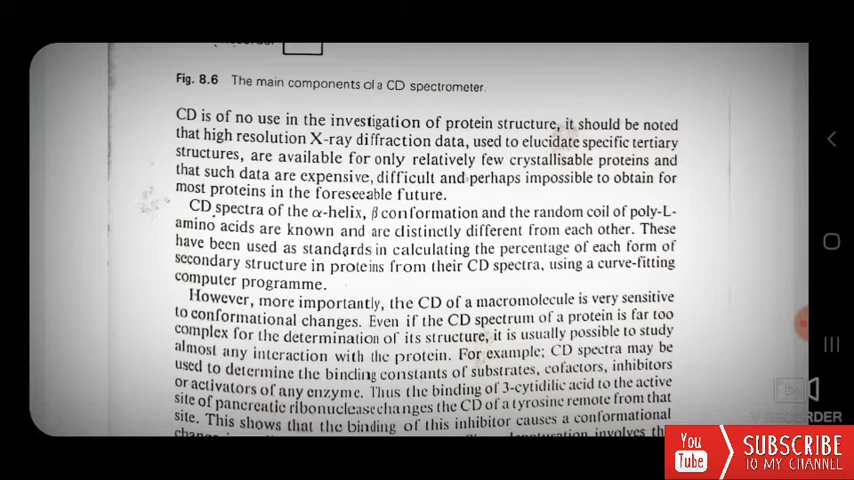 Fig. 8.6 The main components of a CD spectrometer.
CD is of no use in the investigation of protein structure, it should be noted
that high resolution X-ray diffraction data, used to elucidate specific tertiary
structures, are available for only relatively few crystallisable proteins and
that such data are expensive, difficult and perhaps impossible to obtain for
most proteins in the foreseeable future.
CD spectra of the α-helix, β conformation and the random coil of poly-L-
amino acids are known and are distinctly different from each other. These
have been used as standards in calculating the percentage of each form of
secondary structure in proteins from their CD spectra, using a curve-fitting
computer programme.
However, more importantly, the CD of a macromolecule is very sensitive
to conformational changes. Even if the CD spectrum of a protein is far too
complex for the determination of its structure, it is usually possible to study
almost any interaction with the protein. For example; CD spectra may be
used to determine the binding constants of substrates, cofactors, inhibitors
or activators of any enzyme. Thus the binding of 3-cytidilic acid to the active
site of pancreatic ribonuclease changes the CD of a tyrosine remote from that
site. This shows that the binding of this inhibitor causes a conformational
involves
RECORDER
You
Tube
SUBSCRIBE
TO MY CHANNEL